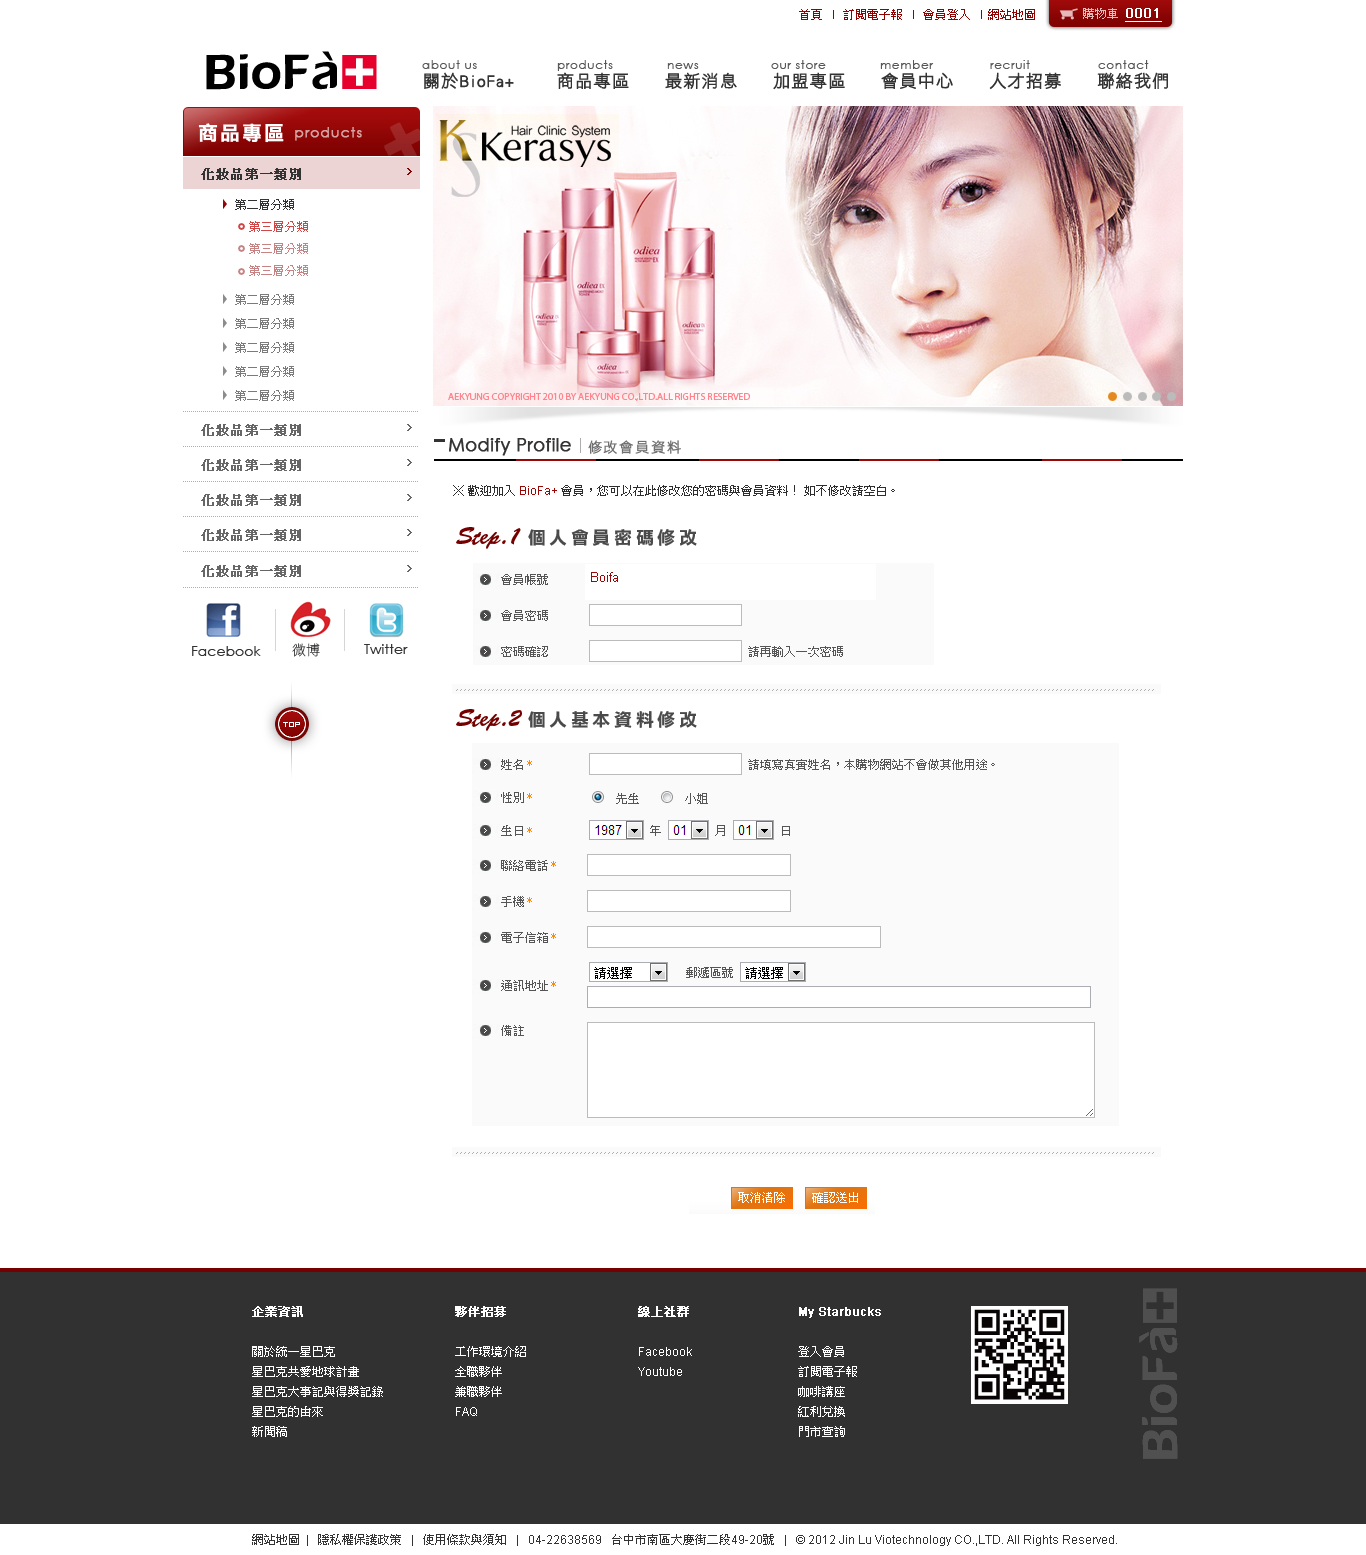 首頁 | 訂閱電子報 | 會員登入 | 網站地圖 購物車 0001
BioFà+
about us products news our store member recruit contact
關於BioFa+ 商品專區 最新消息 加盟專區 會員中心 人才招募 聯絡我們
商品專區 products
化妝品第一類別
第二層分類
第三層分類
第三層分類
第三層分類
第二層分類
第二層分類
第二層分類
第二層分類
第二層分類
化妝品第一類別
化妝品第一類別
化妝品第一類別
化妝品第一類別
化妝品第一類別
Facebook 微博 Twitter
TOP
Hair Clinic System
KS Kerasys
odiea
odiea EX
odiea EX
odiea EX
odiea EX
odiea
AEKYUNG COPYRIGHT 2010 BY AEKYUNG CO.,LTD.ALL RIGHTS RESERVED
Modify Profile | 修改會員資料
※ 歡迎加入 BioFa+ 會員，您可以在此修改您的密碼與會員資料！ 如不修改請空白。
Step.1 個人會員密碼修改
會員帳號 Boifa
會員密碼
密碼確認 請再輸入一次密碼
Step.2 個人基本資料修改
姓名* 請填寫真實姓名，本購物網站不會做其他用途。
性別* 先生 小姐
生日* 1987 年 01 月 01 日
聯絡電話*
手機*
電子信箱*
通訊地址* 請選擇 郵遞區號 請選擇
備註
取消清除 確認送出
企業資訊
關於統一星巴克
星巴克共愛地球計畫
星巴克大事記與得獎記錄
星巴克的由來
新聞稿
夥伴招募
工作環境介紹
全職夥伴
兼職夥伴
FAQ
線上社群
Facebook
Youtube
My Starbucks
登入會員
訂閱電子報
咖啡講座
紅利兌換
門市查詢
BioFà+
網站地圖 | 隱私權保護政策 | 使用條款與須知 | 04-22638569 台中市南區大慶街二段49-20號 | © 2012 Jin Lu Viotechnology CO.,LTD. All Rights Reserved.